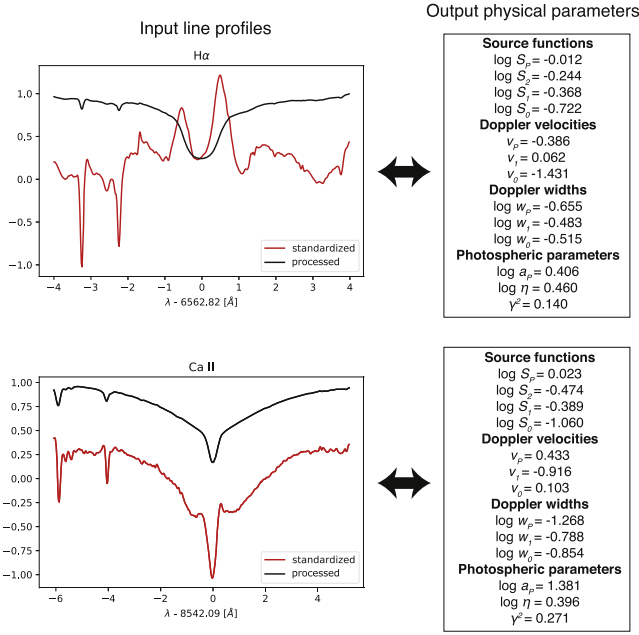 Input line profiles
Output physical parameters
Hα
1.0
0.5
0.0
−0.5
−1.0
standardized
processed
−4 −3 −2 −1 0 1 2 3 4
λ - 6562.82 [Å]
Source functions
log S_P = -0.012
log S_2 = -0.244
log S_1 = -0.368
log S_0 = -0.722
Doppler velocities
v_P = -0.386
v_1 = 0.062
v_0 = -1.431
Doppler widths
log w_P = -0.655
log w_1 = -0.483
log w_0 = -0.515
Photospheric parameters
log a_P = 0.406
log η = 0.460
γ² = 0.140
Ca II
1.00
0.75
0.50
0.25
0.00
−0.25
−0.50
−0.75
−1.00
standardized
processed
−6 −4 −2 0 2 4
λ - 8542.09 [Å]
Source functions
log S_P = 0.023
log S_2 = -0.474
log S_1 = -0.389
log S_0 = -1.060
Doppler velocities
v_P = 0.433
v_1 = -0.916
v_0 = 0.103
Doppler widths
log w_P = -1.268
log w_1 = -0.788
log w_0 = -0.854
Photospheric parameters
log a_P = 1.381
log η = 0.396
γ² = 0.271